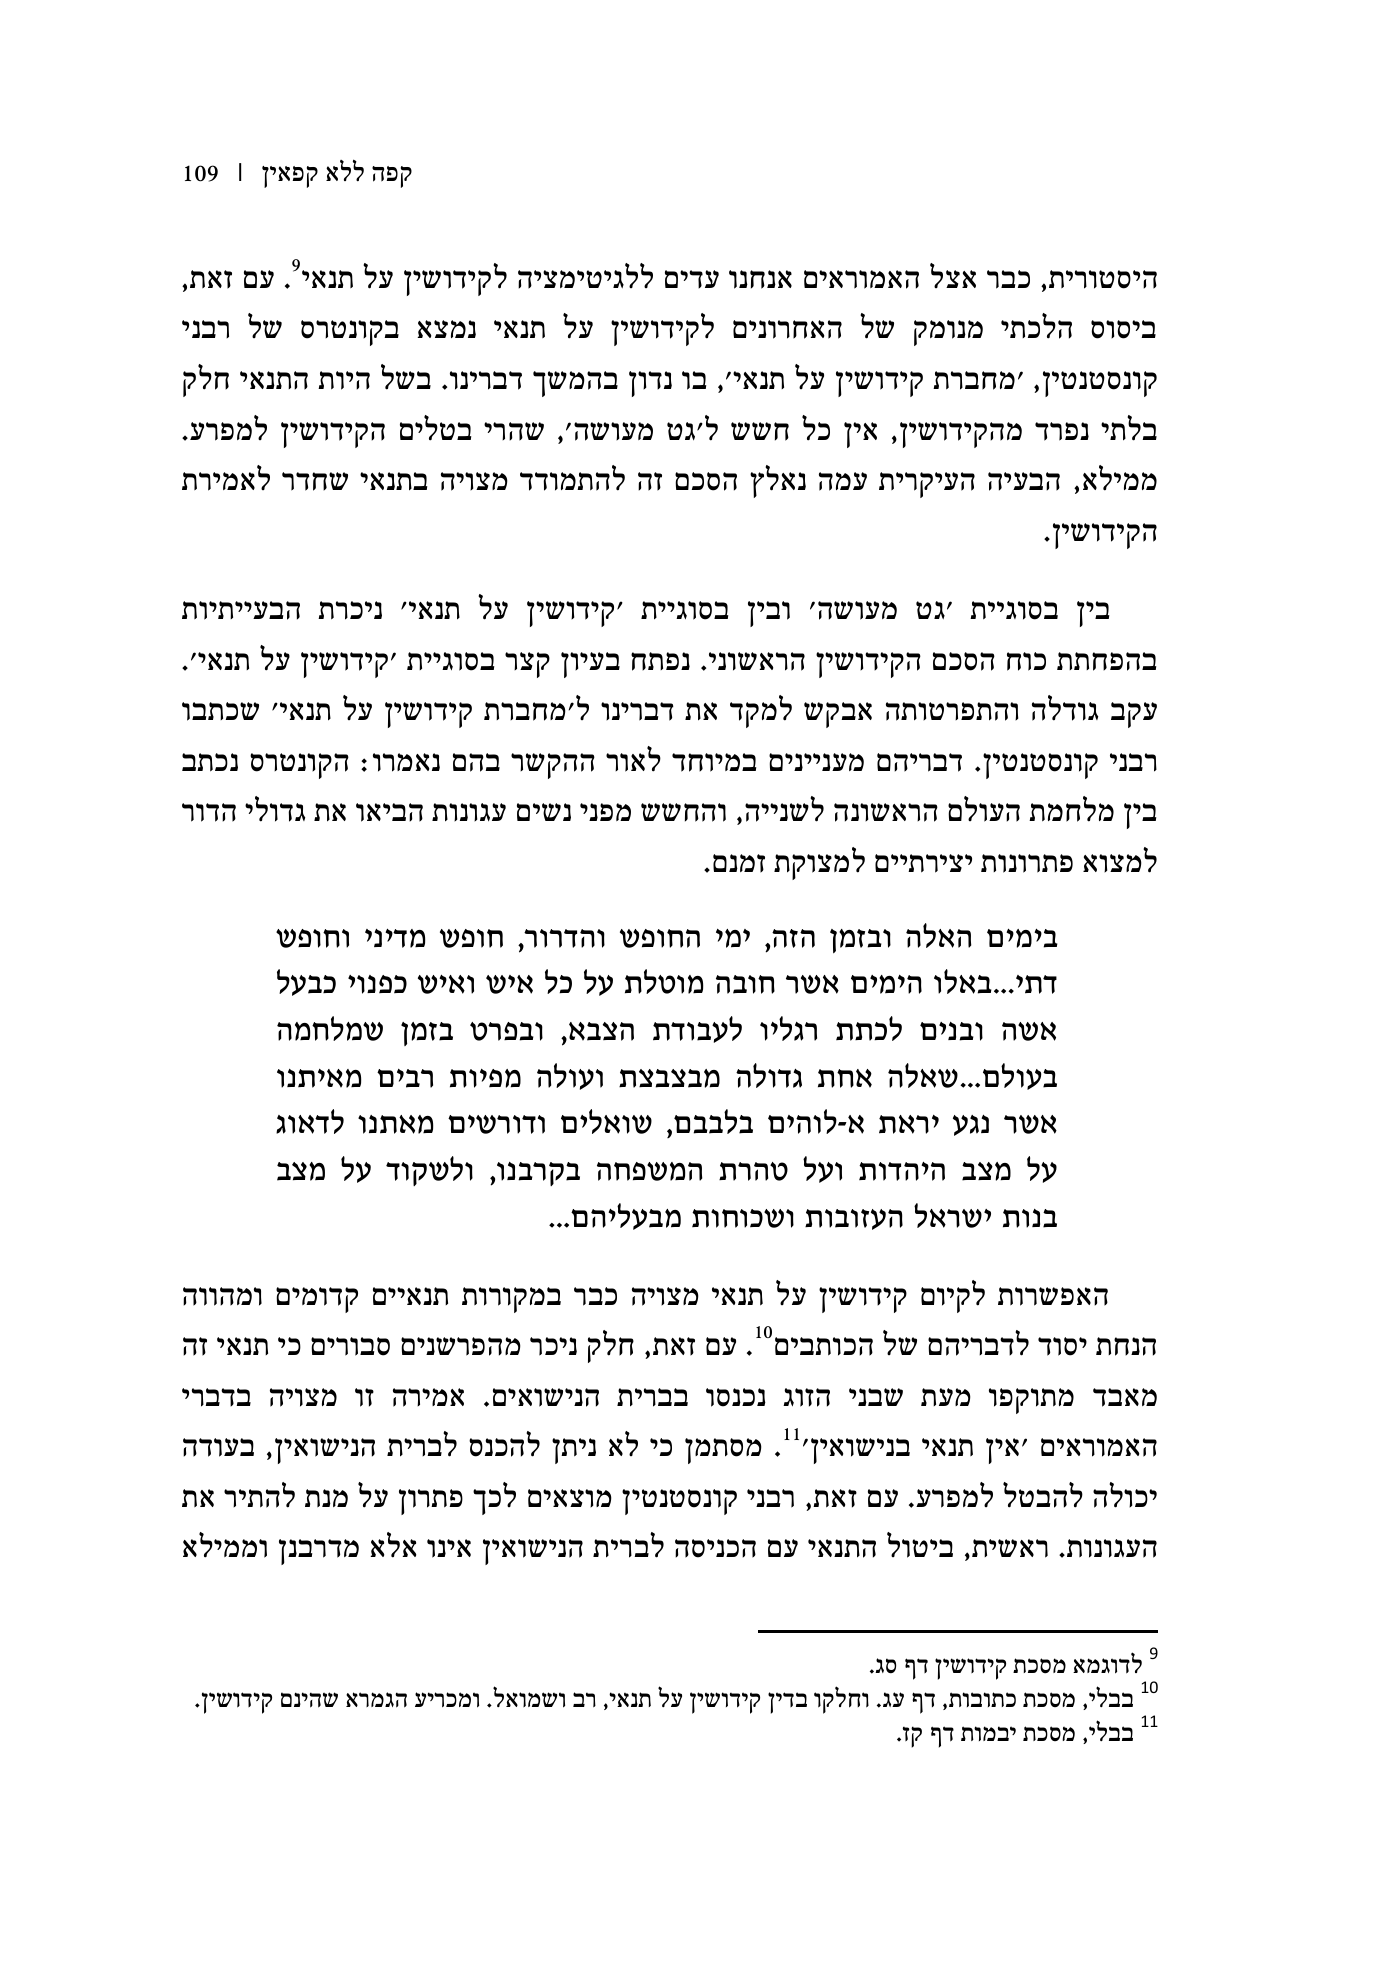 קפה ללא קפאין | 109
היסטורית, כבר אצל האמוראים אנחנו עדים ללגיטימציה לקידושין על תנאי9. עם זאת,
ביסוס הלכתי מנומק של האחרונים לקידושין על תנאי נמצא בקונטרס של רבני
קונסטנטין, ׳מחברת קידושין על תנאי׳, בו נדון בהמשך דברינו. בשל היות התנאי חלק
בלתי נפרד מהקידושין, אין כל חשש ל׳גט מעושה׳, שהרי בטלים הקידושין למפרע.
ממילא, הבעיה העיקרית עמה נאלץ הסכם זה להתמודד מצויה בתנאי שחדר לאמירת
הקידושין.
בין בסוגיית ׳גט מעושה׳ ובין בסוגיית ׳קידושין על תנאי׳ ניכרת הבעייתיות
בהפחתת כוח הסכם הקידושין הראשוני. נפתח בעיון קצר בסוגיית ׳קידושין על תנאי׳.
עקב גודלה והתפרטותה אבקש למקד את דברינו ל׳מחברת קידושין על תנאי׳ שכתבו
רבני קונסטנטין. דבריהם מעניינים במיוחד לאור ההקשר בהם נאמרו: הקונטרס נכתב
בין מלחמת העולם הראשונה לשנייה, והחשש מפני נשים עגונות הביאו את גדולי הדור
למצוא פתרונות יצירתיים למצוקת זמנם.
בימים האלה ובזמן הזה, ימי החופש והדרור, חופש מדיני וחופש
דתי...באלו הימים אשר חובה מוטלת על כל איש ואיש כפנוי כבעל
אשה ובנים לכתת רגליו לעבודת הצבא, ובפרט בזמן שמלחמה
בעולם...שאלה אחת גדולה מבצבצת ועולה מפיות רבים מאיתנו
אשר נגע יראת א-לוהים בלבבם, שואלים ודורשים מאתנו לדאוג
על מצב היהדות ועל טהרת המשפחה בקרבנו, ולשקוד על מצב
בנות ישראל העזובות ושכוחות מבעליהם...
האפשרות לקיום קידושין על תנאי מצויה כבר במקורות תנאיים קדומים ומהווה
הנחת יסוד לדבריהם של הכותבים10. עם זאת, חלק ניכר מהפרשנים סבורים כי תנאי זה
מאבד מתוקפו מעת שבני הזוג נכנסו בברית הנישואים. אמירה זו מצויה בדברי
האמוראים ׳אין תנאי בנישואין׳11. מסתמן כי לא ניתן להכנס לברית הנישואין, בעודה
יכולה להבטל למפרע. עם זאת, רבני קונסטנטין מוצאים לכך פתרון על מנת להתיר את
העגונות. ראשית, ביטול התנאי עם הכניסה לברית הנישואין אינו אלא מדרבנן וממילא
9 לדוגמא מסכת קידושין דף סג.
10 בבלי, מסכת כתובות, דף עג. וחלקו בדין קידושין על תנאי, רב ושמואל. ומכריע הגמרא שהינם קידושין.
11 בבלי, מסכת יבמות דף קז.